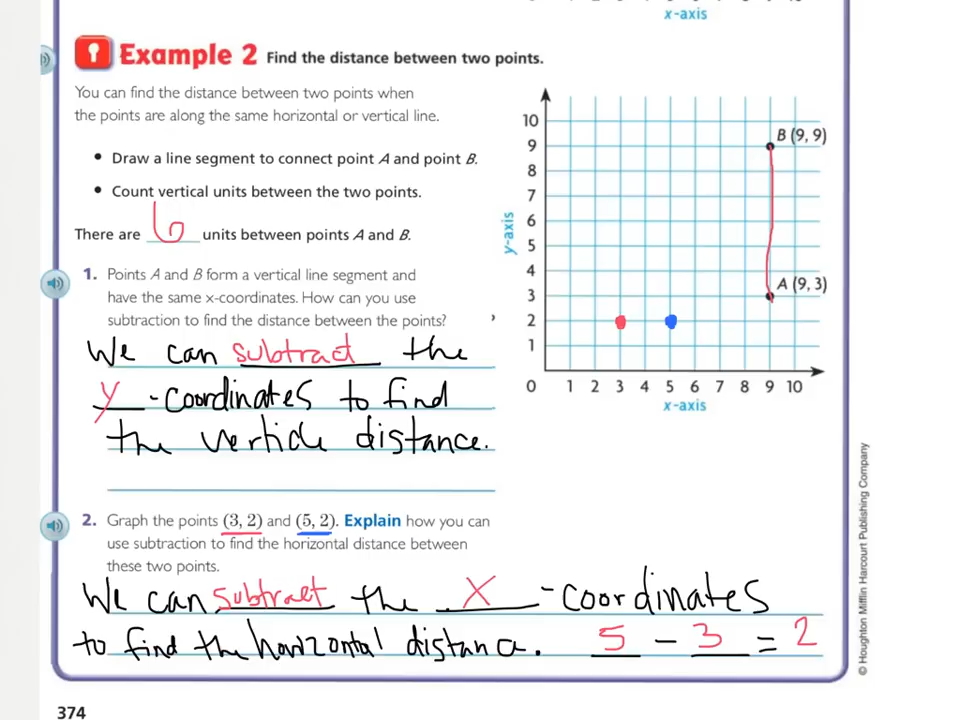 x-axis
Example 2 Find the distance between two points.
You can find the distance between two points when
the points are along the same horizontal or vertical line.
• Draw a line segment to connect point A and point B.
• Count vertical units between the two points.
There are 6 units between points A and B.
1. Points A and B form a vertical line segment and
have the same x-coordinates. How can you use
subtraction to find the distance between the points?
We can subtract the
y-coordinates to find
the verticle distance.
y-axis
10
9
8
7
6
5
4
3
2
1
0 1 2 3 4 5 6 7 8 9 10
x-axis
B (9, 9)
A (9, 3)
2. Graph the points (3, 2) and (5, 2). Explain how you can
use subtraction to find the horizontal distance between
these two points.
We can subtract the x-coordinates
to find the horizontal distance. 5 - 3 = 2
© Houghton Mifflin Harcourt Publishing Company
374